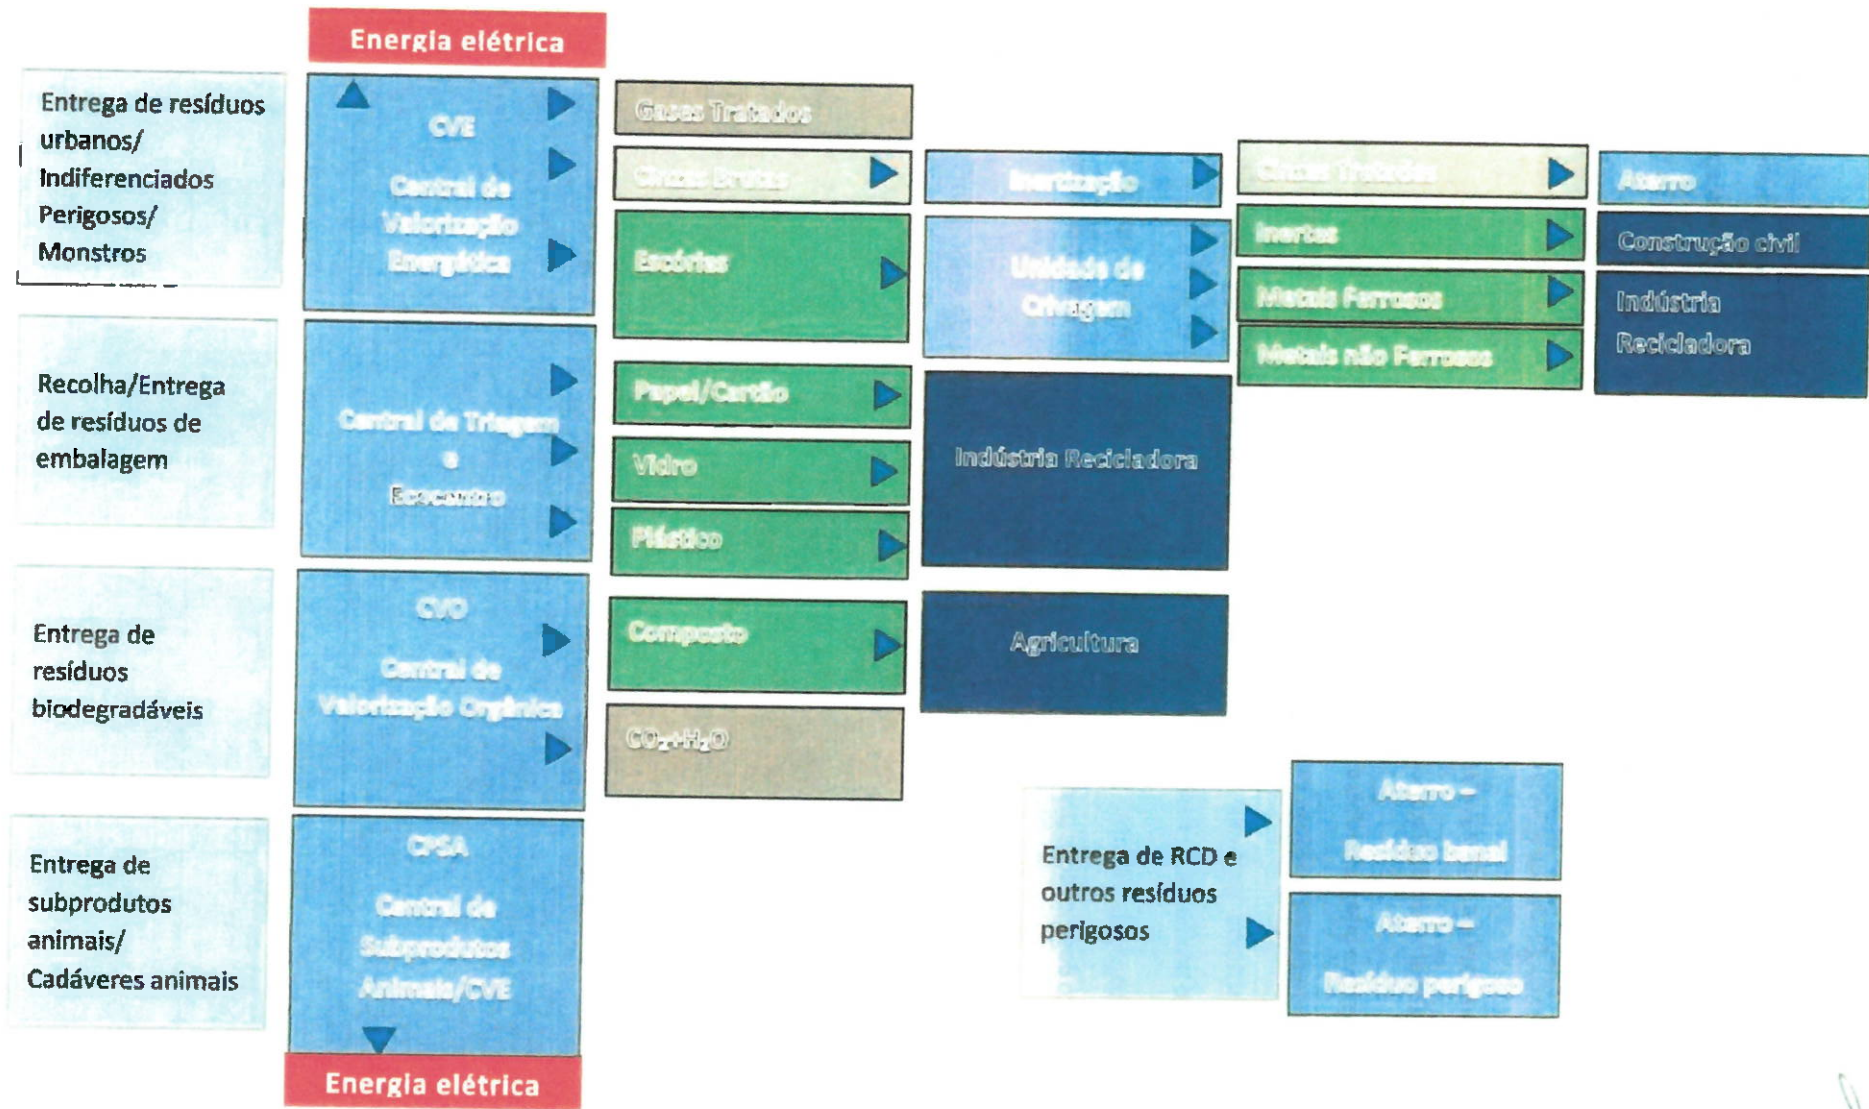 Energia elétrica
Entrega de resíduos
urbanos/
Indiferenciados
Perigosos/
Monstros
CVE
Central de
Valorização
Energética
Gases Tratados
Cinzas Brutas
Escórias
Inertização
Unidade de
Crivagem
Cinzas Tratadas
Inertes
Metais Ferrosos
Metais não Ferrosos
Aterro
Construção civil
Indústria
Recicladora
Recolha/Entrega
de resíduos de
embalagem
Central de Triagem
e
Papel/Cartão
Vidro
Plástico
Indústria Recicladora
Entrega de
resíduos
biodegradáveis
CVO
Central de
Valorização Orgânica
Composto
CO₂+H₂O
Agricultura
Entrega de
subprodutos
animais/
Cadáveres animais
CPSA
Central de
Subprodutos
Animais/CVE
Energia elétrica
Entrega de RCD e
outros resíduos
perigosos
Aterro –
Resíduo banal
Aterro –
Resíduo perigoso